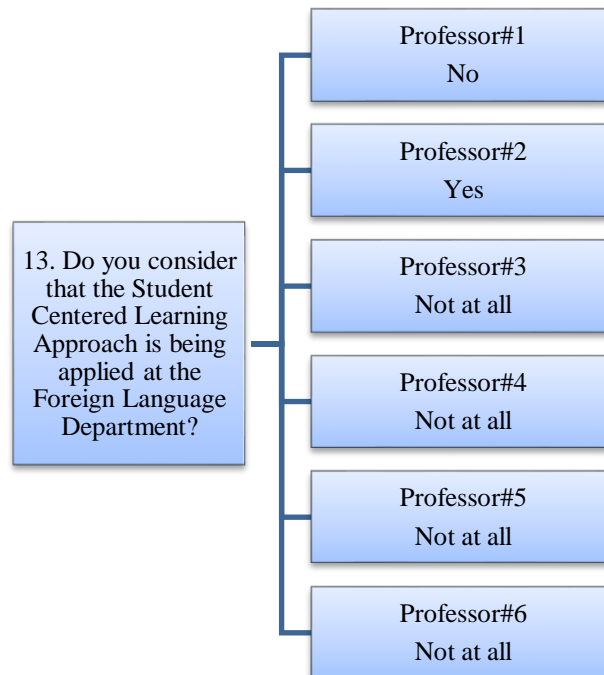 13. Do you consider
that the Student
Centered Learning
Approach is being
applied at the
Foreign Language
Department?
Professor#1
No
Professor#2
Yes
Professor#3
Not at all
Professor#4
Not at all
Professor#5
Not at all
Professor#6
Not at all